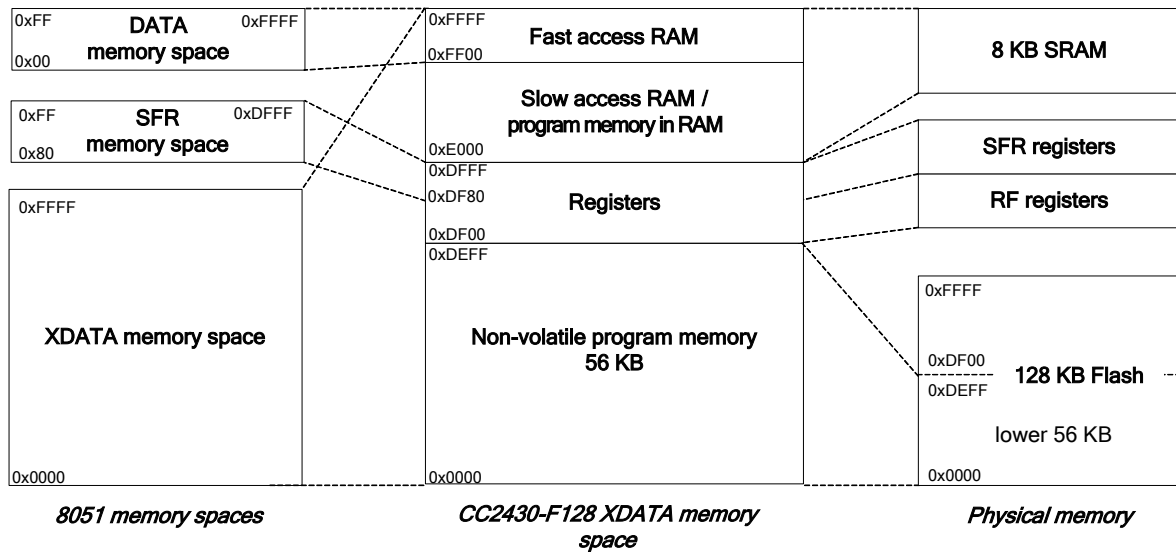 0xFF DATA 0xFFFF
memory space
0x00
0xFF SFR 0xDFFF
memory space
0x80
0xFFFF
XDATA memory space
0x0000
8051 memory spaces
0xFFFF
Fast access RAM
0xFF00
Slow access RAM /
program memory in RAM
0xE000
0xDFFF
0xDF80
Registers
0xDF00
0xDEFF
Non-volatile program memory
56 KB
0x0000
CC2430-F128 XDATA memory
space
8 KB SRAM
SFR registers
RF registers
0xFFFF
0xDF00
128 KB Flash
0xDEFF
lower 56 KB
0x0000
Physical memory